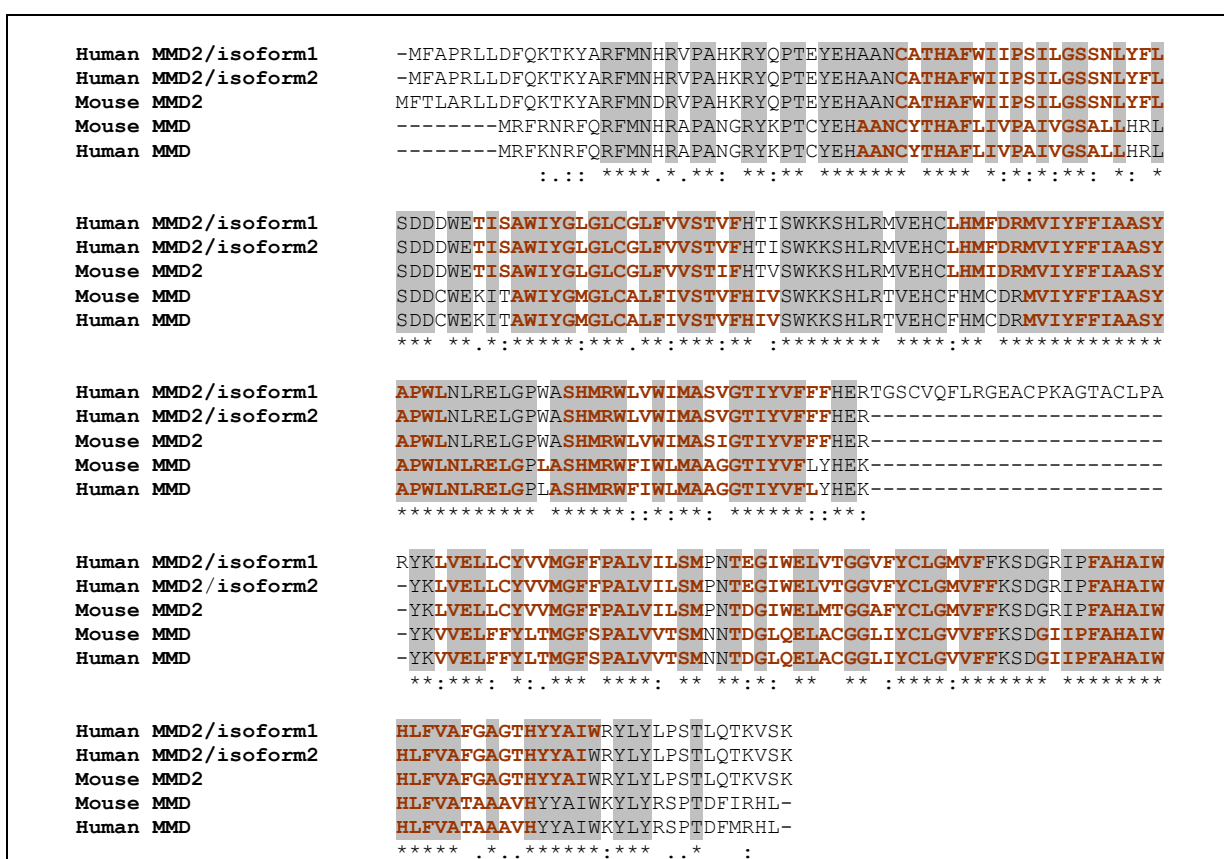 Human MMD2/isoform1 -MFAPRLLDFQKTKYARFMNHRVPAHKRYQPTEYEHAANCATHAFWIIPSILGSSNLYFL
Human MMD2/isoform2 -MFAPRLLDFQKTKYARFMNHRVPAHKRYQPTEYEHAANCATHAFWIIPSILGSSNLYFL
Mouse MMD2 MFTLARLLDFQKTKYARFMNDRVPAHKRYQPTEYEHAANCATHAFWIIPSILGSSNLYFL
Mouse MMD --------MRFRNRFQRFMNHRAPANGRYKPTCYEHAANCYTHAFLIVPAIVGSALLHRL
Human MMD --------MRFKNRFQRFMNHRAPANGRYKPTCYEHAANCYTHAFLIVPAIVGSALLHRL
:.:: ****.*.**: **:** ******* **** *:*:*:**: *: *
Human MMD2/isoform1 SDDDWETISAWIYGLGLCGLFVVSTVFHTISWKKSHLRMVEHCLHMFDRMVIYFFIAASY
Human MMD2/isoform2 SDDDWETISAWIYGLGLCGLFVVSTVFHTISWKKSHLRMVEHCLHMFDRMVIYFFIAASY
Mouse MMD2 SDDDWETISAWIYGLGLCGLFVVSTIFHTVSWKKSHLRMVEHCLHMIDRMVIYFFIAASY
Mouse MMD SDDCWEKITAWIYGMGLCALFIVSTVFHIVSWKKSHLRTVEHCFHMCDRMVIYFFIAASY
Human MMD SDDCWEKITAWIYGMGLCALFIVSTVFHIVSWKKSHLRTVEHCFHMCDRMVIYFFIAASY
*** **.*:*****:***.**:***:** :******** ****:** *************
Human MMD2/isoform1 APWLNLRELGPWASHMRWLVWIMASVGTIYVFFFHERTGSCVQFLRGEACPKAGTACLPA
Human MMD2/isoform2 APWLNLRELGPWASHMRWLVWIMASVGTIYVFFFHER-----------------------
Mouse MMD2 APWLNLRELGPWASHMRWLVWIMASIGTIYVFFFHER-----------------------
Mouse MMD APWLNLRELGPLASHMRWFIWLMAAGGTIYVFLYHEK-----------------------
Human MMD APWLNLRELGPLASHMRWFIWLMAAGGTIYVFLYHEK-----------------------
*********** ******::*:**: ******::**:
Human MMD2/isoform1 RYKLVELLCYVVMGFFPALVILSMPNTEGIWELVTGGVFYCLGMVFFKSDGRIPFAHAIW
Human MMD2/isoform2 -YKLVELLCYVVMGFFPALVILSMPNTEGIWELVTGGVFYCLGMVFFKSDGRIPFAHAIW
Mouse MMD2 -YKLVELLCYVVMGFFPALVILSMPNTDGIWELMTGGAFYCLGMVFFKSDGRIPFAHAIW
Mouse MMD -YKVVELFFYLTMGFSPALVVTSMNNTDGLQELACGGLIYCLGVVFFKSDGIIPFAHAIW
Human MMD -YKVVELFFYLTMGFSPALVVTSMNNTDGLQELACGGLIYCLGVVFFKSDGIIPFAHAIW
**:***: *:.*** ****: ** **:*: ** ** :****:******* ********
Human MMD2/isoform1 HLFVAFGAGTHYYAIWRYLYLPSTLQTKVSK
Human MMD2/isoform2 HLFVAFGAGTHYYAIWRYLYLPSTLQTKVSK
Mouse MMD2 HLFVAFGAGTHYYAIWRYLYLPSTLQTKVSK
Mouse MMD HLFVATAAAVHYYAIWKYLYRSPTDFIRHL-
Human MMD HLFVATAAAVHYYAIWKYLYRSPTDFMRHL-
***** .*..******:*** ..* :